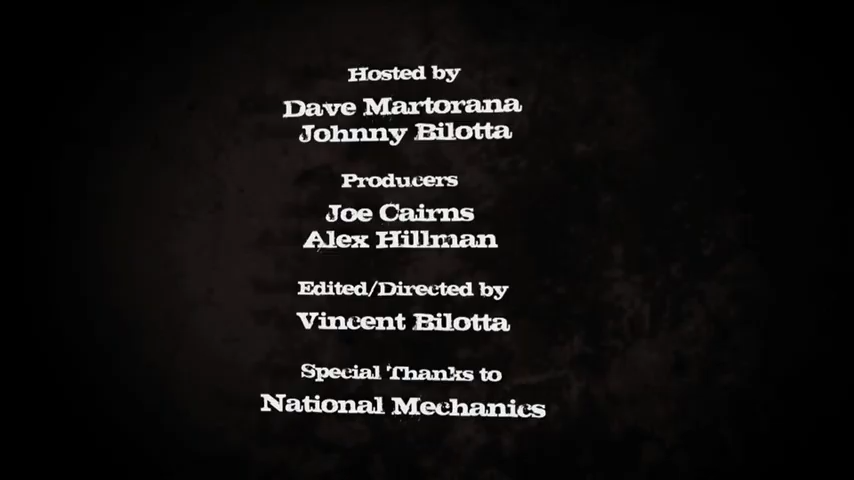 Hosted by
Dave Martorana
Johnny Bilotta
Producers
Joe Cairns
Alex Hillman
Edited/Directed by
Vincent Bilotta
Special Thanks to
National Mechanics